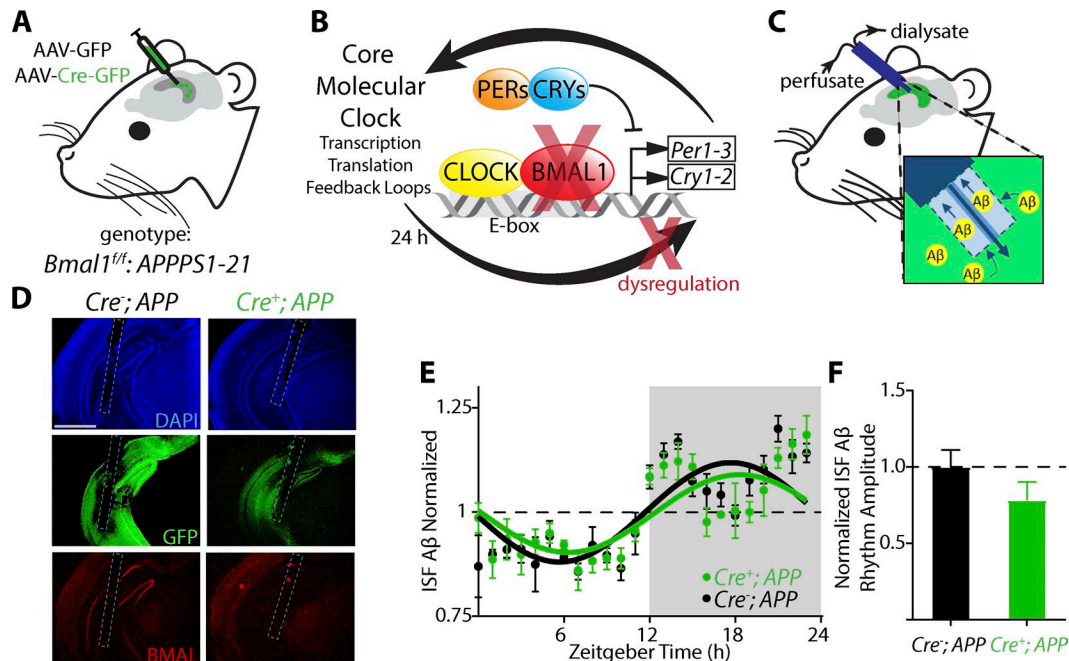 A
AAV-GFP
AAV-Cre-GFP
genotype:
Bmal1f/f: APPPS1-21
B
Core
Molecular
Clock
Transcription
Translation
Feedback Loops
24 h
PERs CRYs
CLOCK BMAL1
E-box
Per1-3
Cry1-2
dysregulation
C
dialysate
perfusate
Aβ
Aβ
Aβ
Aβ
Aβ
D
Cre-; APP
Cre+; APP
DAPI
GFP
BMAL
E
ISF Aβ Normalized
1.25
1
0.75
6
12
18
24
Zeitgeber Time (h)
Cre+; APP
Cre-; APP
F
Normalized ISF Aβ
Rhythm Amplitude
1.5
1.0
0.5
Cre-; APP Cre+; APP